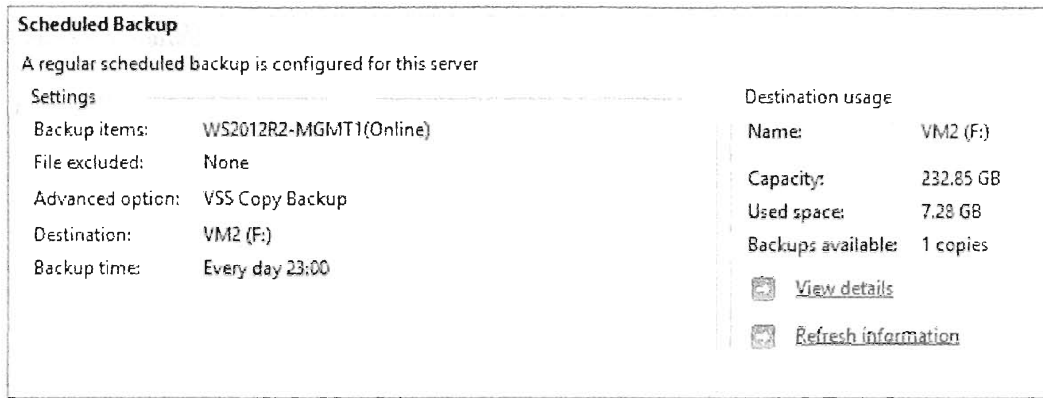 Scheduled Backup
A regular scheduled backup is configured for this server
Settings
Backup items: WS2012R2-MGMT1(Online)
File excluded: None
Advanced option: VSS Copy Backup
Destination: VM2 (F:)
Backup time: Every day 23:00
Destination usage
Name: VM2 (F:)
Capacity: 232.85 GB
Used space: 7.28 GB
Backups available: 1 copies
View details
Refresh information